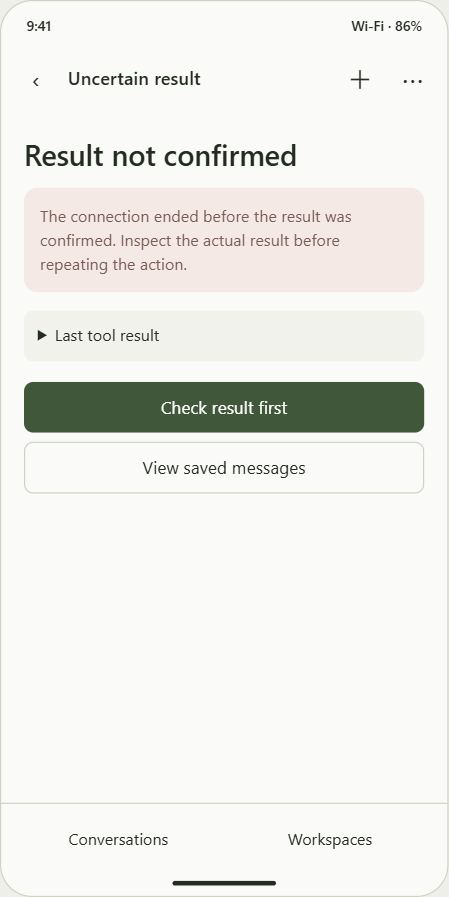 9:41
Wi-Fi · 86%
‹ Uncertain result + ...
Result not confirmed
The connection ended before the result was
confirmed. Inspect the actual result before
repeating the action.
▶ Last tool result
Check result first
View saved messages
Conversations
Workspaces